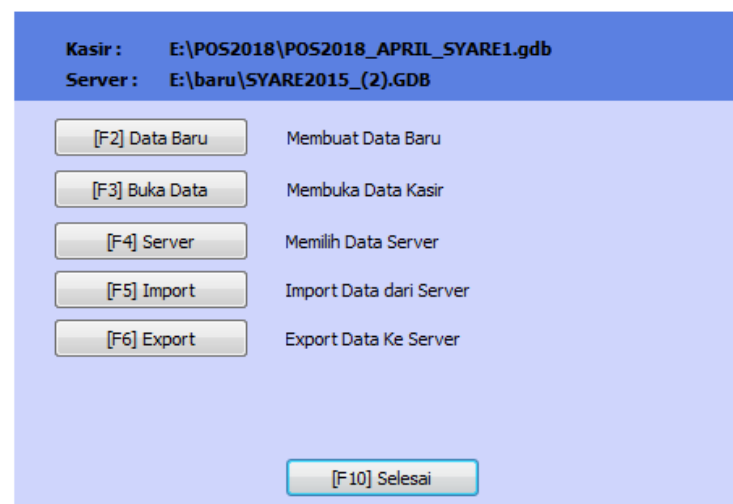 Kasir : E:\POS2018\POS2018_APRIL_SYARE1.gdb
Server : E:\baru\SYARE2015_(2).GDB
[F2] Data Baru Membuat Data Baru
[F3] Buka Data Membuka Data Kasir
[F4] Server Memilih Data Server
[F5] Import Import Data dari Server
[F6] Export Export Data Ke Server
[F10] Selesai